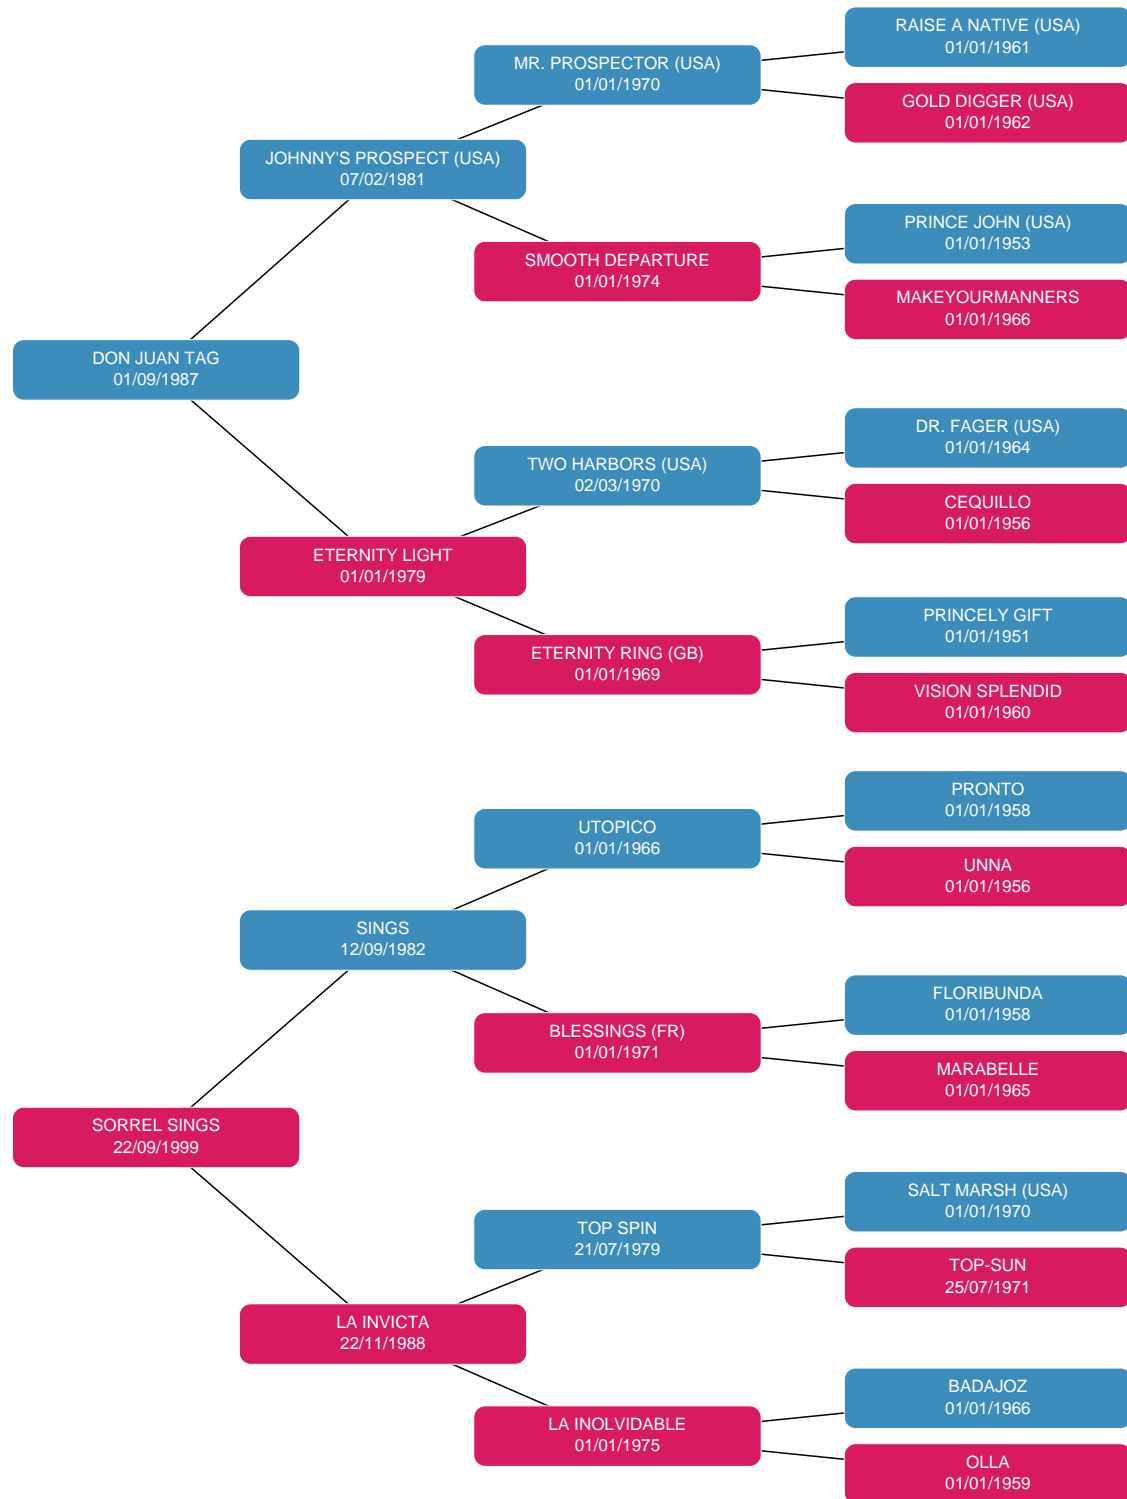 RAISE A NATIVE (USA)
01/01/1961
MR. PROSPECTOR (USA)
01/01/1970
GOLD DIGGER (USA)
01/01/1962
JOHNNY'S PROSPECT (USA)
07/02/1981
PRINCE JOHN (USA)
01/01/1953
SMOOTH DEPARTURE
01/01/1974
MAKEYOURMANNERS
01/01/1966
DON JUAN TAG
01/09/1987
DR. FAGER (USA)
01/01/1964
TWO HARBORS (USA)
02/03/1970
CEQUILLO
01/01/1956
ETERNITY LIGHT
01/01/1979
PRINCELY GIFT
01/01/1951
ETERNITY RING (GB)
01/01/1969
VISION SPLENDID
01/01/1960
PRONTO
01/01/1958
UTOPICO
01/01/1966
UNNA
01/01/1956
SINGS
12/09/1982
FLORIBUNDA
01/01/1958
BLESSINGS (FR)
01/01/1971
MARABELLE
01/01/1965
SORREL SINGS
22/09/1999
SALT MARSH (USA)
01/01/1970
TOP SPIN
21/07/1979
TOP-SUN
25/07/1971
LA INVICTA
22/11/1988
BADAJOZ
01/01/1966
LA INOLVIDABLE
01/01/1975
OLLA
01/01/1959